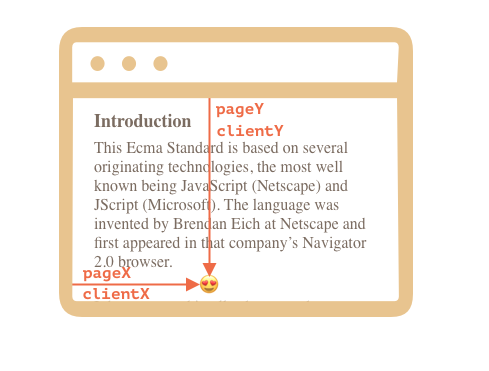 pageY
clientY
Introduction
This Ecma Standard is based on several
originating technologies, the most well
known being JavaScript (Netscape) and
JScript (Microsoft). The language was
invented by Brendan Eich at Netscape and
first appeared in that company’s Navigator
2.0 browser.
pageX
clientX